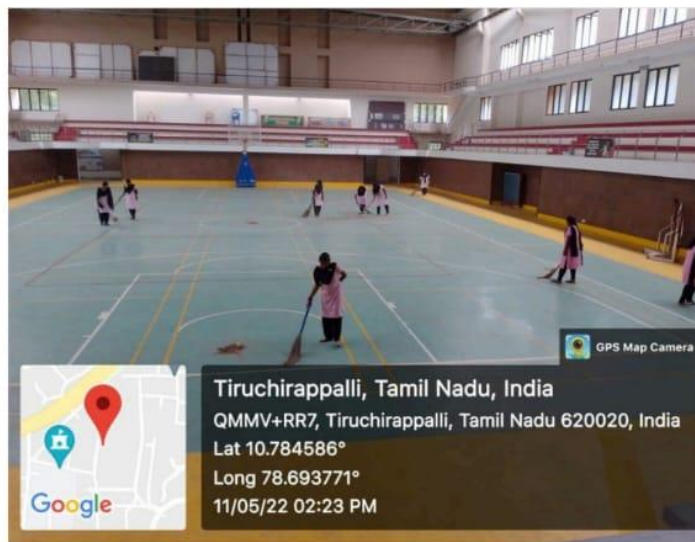 GPS Map Camera
Tiruchirappalli, Tamil Nadu, India
QMMV+RR7, Tiruchirappalli, Tamil Nadu 620020, India
Lat 10.784586°
Long 78.693771°
11/05/22 02:23 PM
Google